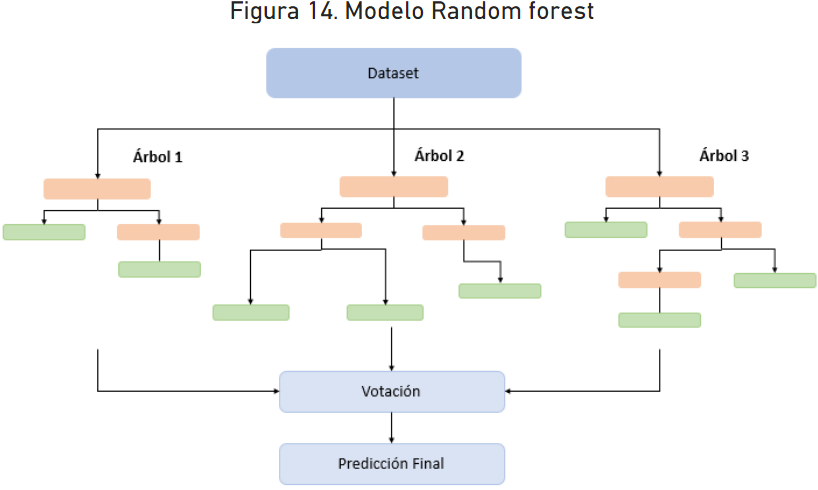 Figura 14. Modelo Random forest
Dataset
Árbol 1
Árbol 2
Árbol 3
Votación
Predicción Final